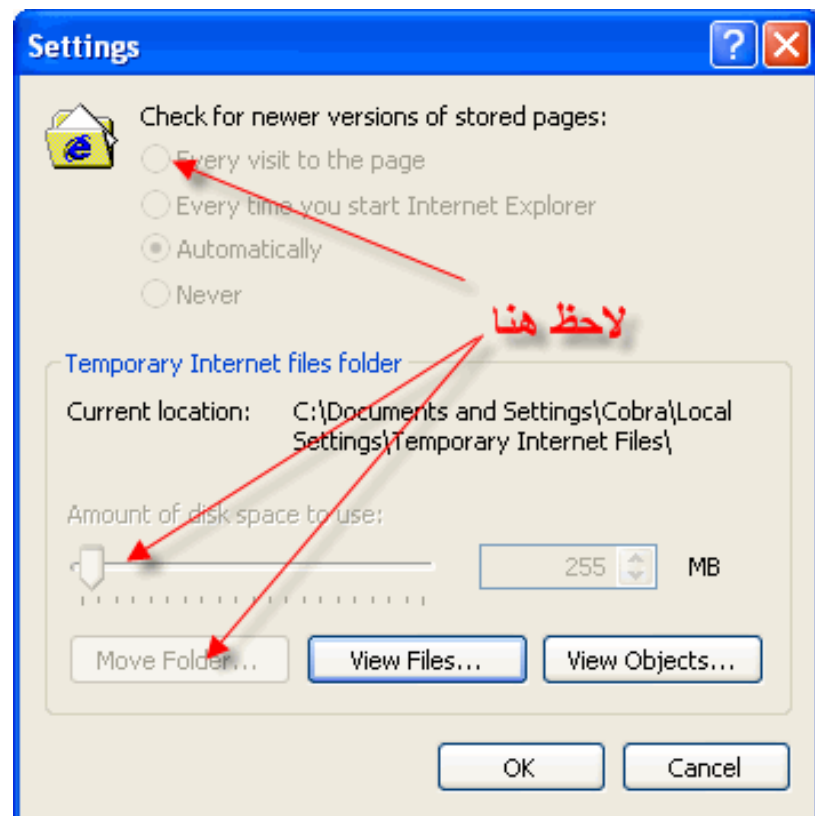 Settings
Check for newer versions of stored pages:
Every visit to the page
Every time you start Internet Explorer
Automatically
Never
لاحظ هنا
Temporary Internet files folder
Current location: C:\Documents and Settings\Cobra\Local
Settings\Temporary Internet Files\
Amount of disk space to use:
255 MB
Move Folder... View Files... View Objects...
OK Cancel